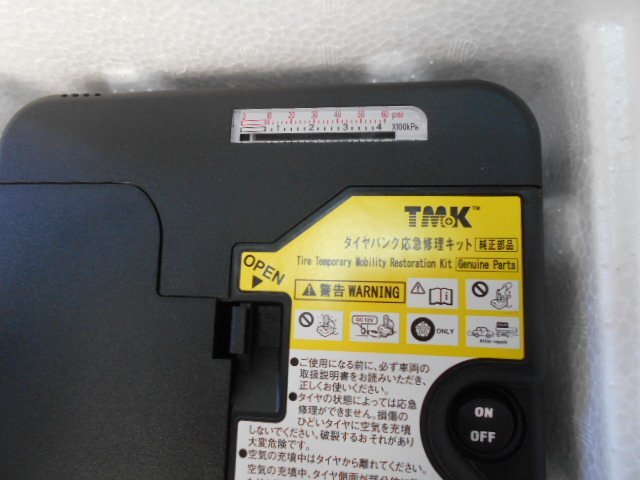 0 10 20 30 40 50 60 psi
1 2 3 4 X100kPa
TMK™
タイヤパンク応急修理キット 純正部品
Tire Temporary Mobility Restoration Kit Genuine Parts
OPEN
警告 WARNING
DC12V
ONLY
After repair
●ご使用になる前に、必ず車両の
取扱説明書をお読みいただき、
正しくお使いください。
●タイヤの状態によっては応急
修理ができません。損傷の
ひどいタイヤに空気を充填
しないでください。破裂するおそれがあり
大変危険です。
●空気の充填中はタイヤから離れてください。
空気の充填中、タイヤ側面が部分的に
ON
OFF